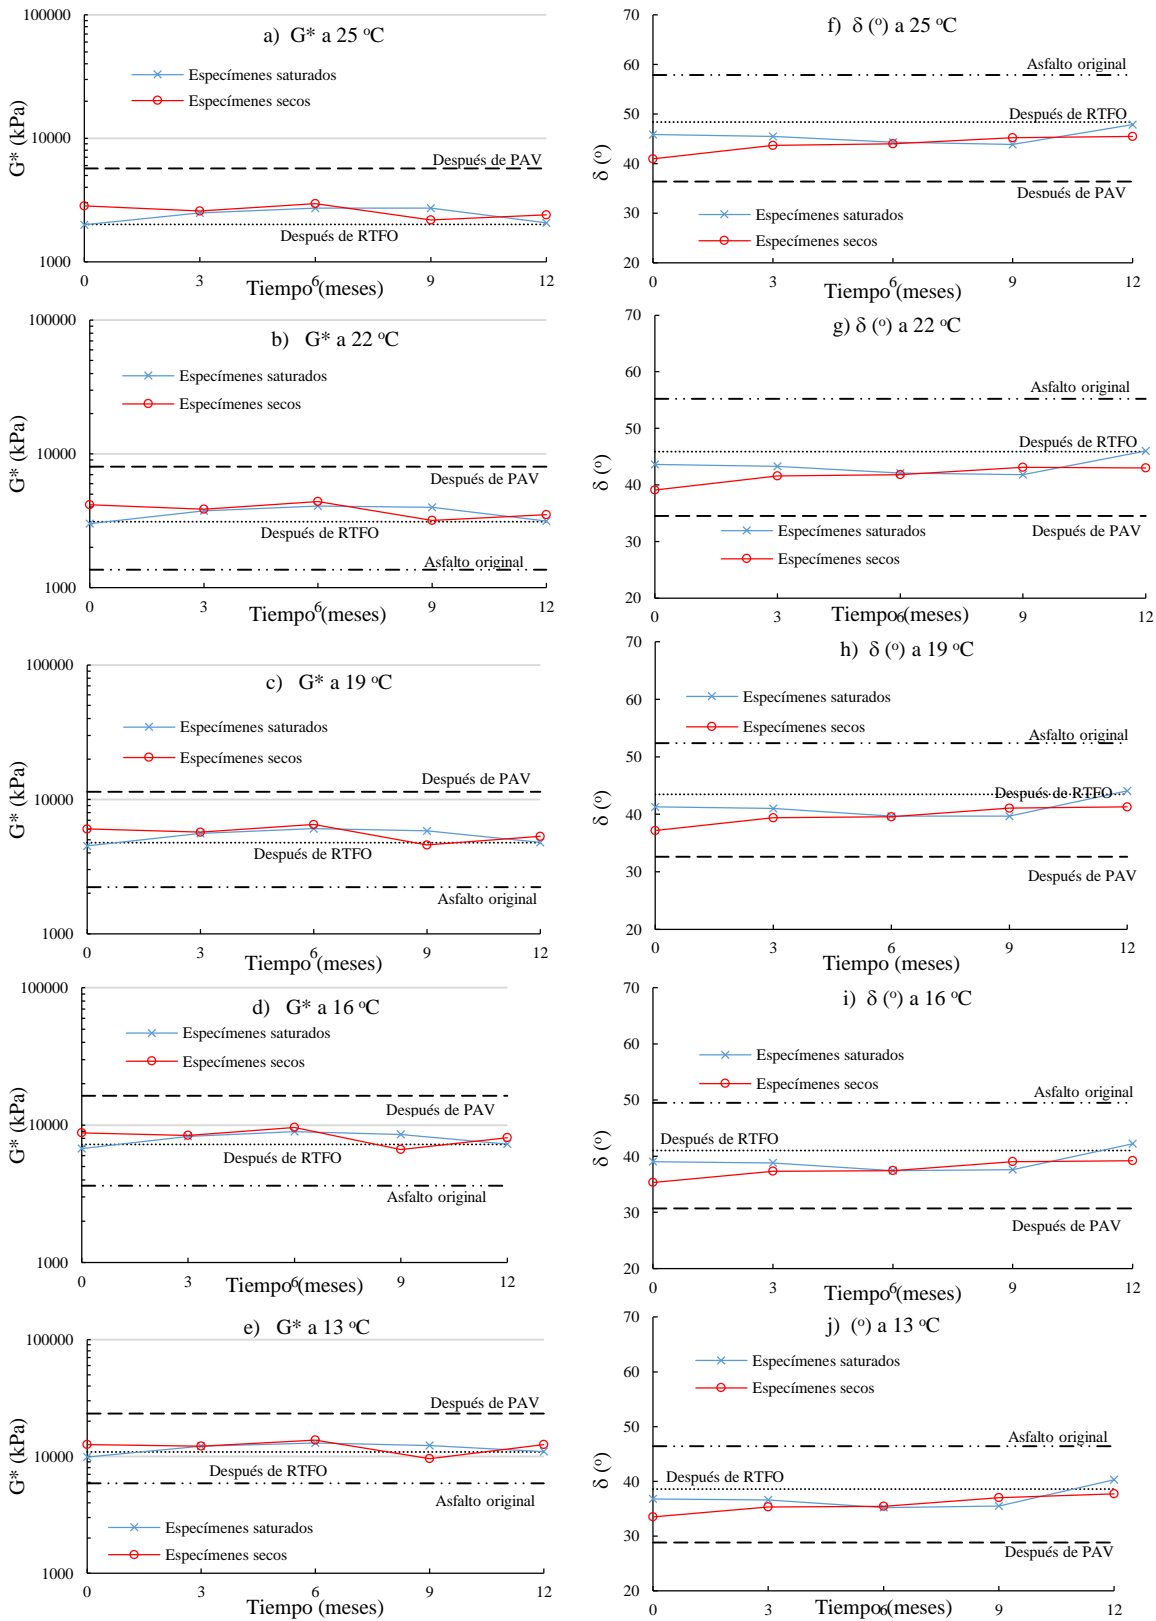 a) G* a 25 ºC
G* (kPa)
100000
10000
1000
Especímenes saturados
Especímenes secos
Después de PAV
Después de RTFO
0 3 6 9 12
Tiempo (meses)
f) δ (º) a 25 ºC
δ (º)
70
60
50
40
30
20
Asfalto original
Después de RTFO
Después de PAV
Especímenes saturados
Especímenes secos
0 3 6 9 12
Tiempo (meses)
b) G* a 22 ºC
G* (kPa)
100000
10000
1000
Especímenes saturados
Especímenes secos
Después de PAV
Después de RTFO
Asfalto original
0 3 6 9 12
Tiempo (meses)
g) δ (º) a 22 ºC
δ (º)
70
60
50
40
30
20
Asfalto original
Después de RTFO
Después de PAV
Especímenes saturados
Especímenes secos
0 3 6 9 12
Tiempo (meses)
c) G* a 19 ºC
G* (kPa)
100000
10000
1000
Especímenes saturados
Especímenes secos
Después de PAV
Después de RTFO
Asfalto original
0 3 6 9 12
Tiempo (meses)
h) δ (º) a 19 ºC
δ (º)
70
60
50
40
30
20
Especímenes saturados
Especímenes secos
Asfalto original
Después de RTFO
Después de PAV
0 3 6 9 12
Tiempo (meses)
d) G* a 16 ºC
G* (kPa)
100000
10000
1000
Especímenes saturados
Especímenes secos
Después de PAV
Después de RTFO
Asfalto original
0 3 6 9 12
Tiempo (meses)
i) δ (º) a 16 ºC
δ (º)
70
60
50
40
30
20
Especímenes saturados
Especímenes secos
Asfalto original
Después de RTFO
Después de PAV
0 3 6 9 12
Tiempo (meses)
e) G* a 13 ºC
G* (kPa)
100000
10000
1000
Después de PAV
Después de RTFO
Asfalto original
Especímenes saturados
Especímenes secos
0 3 6 9 12
Tiempo (meses)
j) (º) a 13 ºC
δ (º)
70
60
50
40
30
20
Especímenes saturados
Especímenes secos
Asfalto original
Después de RTFO
Después de PAV
0 3 6 9 12
Tiempo (meses)